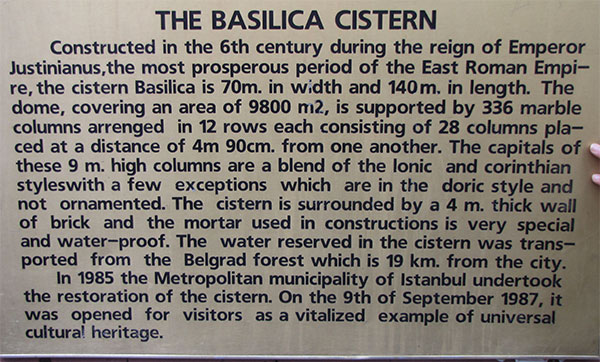 THE BASILICA CISTERN
Constructed in the 6th century during the reign of Emperor
Justinianus,the most prosperous period of the East Roman Empi-
re, the cistern Basilica is 70m. in width and 140m. in length. The
dome, covering an area of 9800 m2, is supported by 336 marble
columns arrenged in 12 rows each consisting of 28 columns pla-
ced at a distance of 4m 90cm. from one another. The capitals of
these 9 m. high columns are a blend of the Ionic and corinthian
styleswith a few exceptions which are in the doric style and
not ornamented. The cistern is surrounded by a 4 m. thick wall
of brick and the mortar used in constructions is very special
and water-proof. The water reserved in the cistern was trans-
ported from the Belgrad forest which is 19 km. from the city.
In 1985 the Metropolitan municipality of Istanbul undertook
the restoration of the cistern. On the 9th of September 1987, it
was opened for visitors as a vitalized example of universal
cultural heritage.